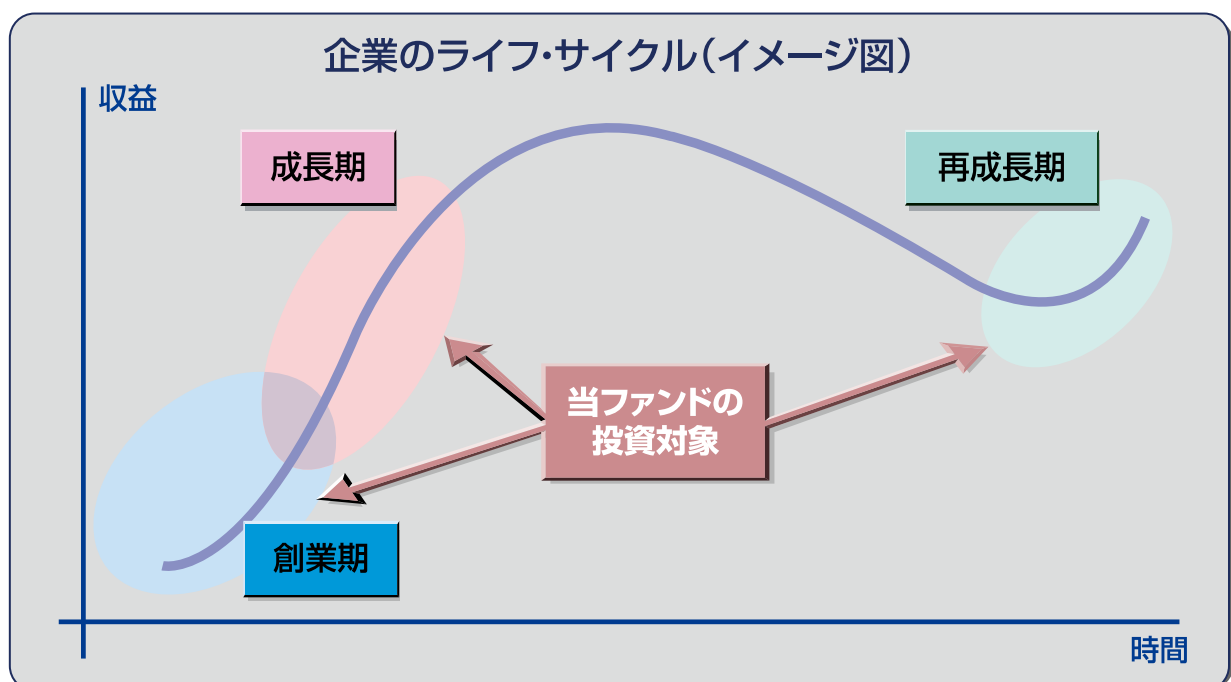 企業のライフ・サイクル(イメージ図)
収益
成長期
再成長期
当ファンドの
投資対象
創業期
時間